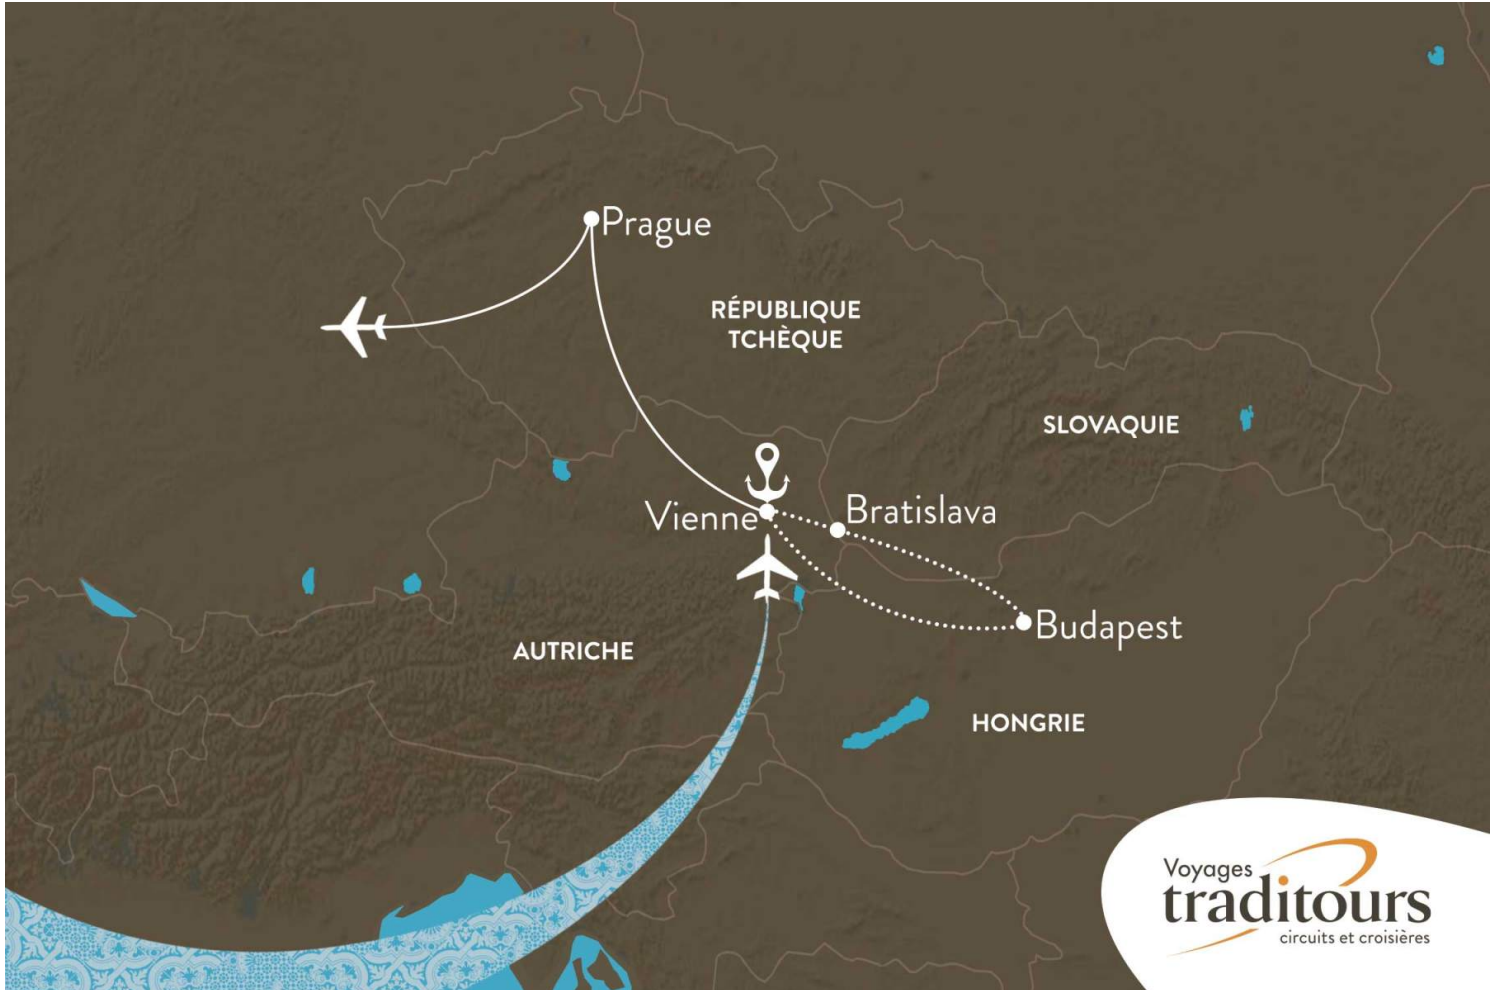 Prague
RÉPUBLIQUE
TCHÈQUE
SLOVAQUIE
Vienne
Bratislava
Budapest
AUTRICHE
HONGRIE
Voyages
traditours
circuits et croisières